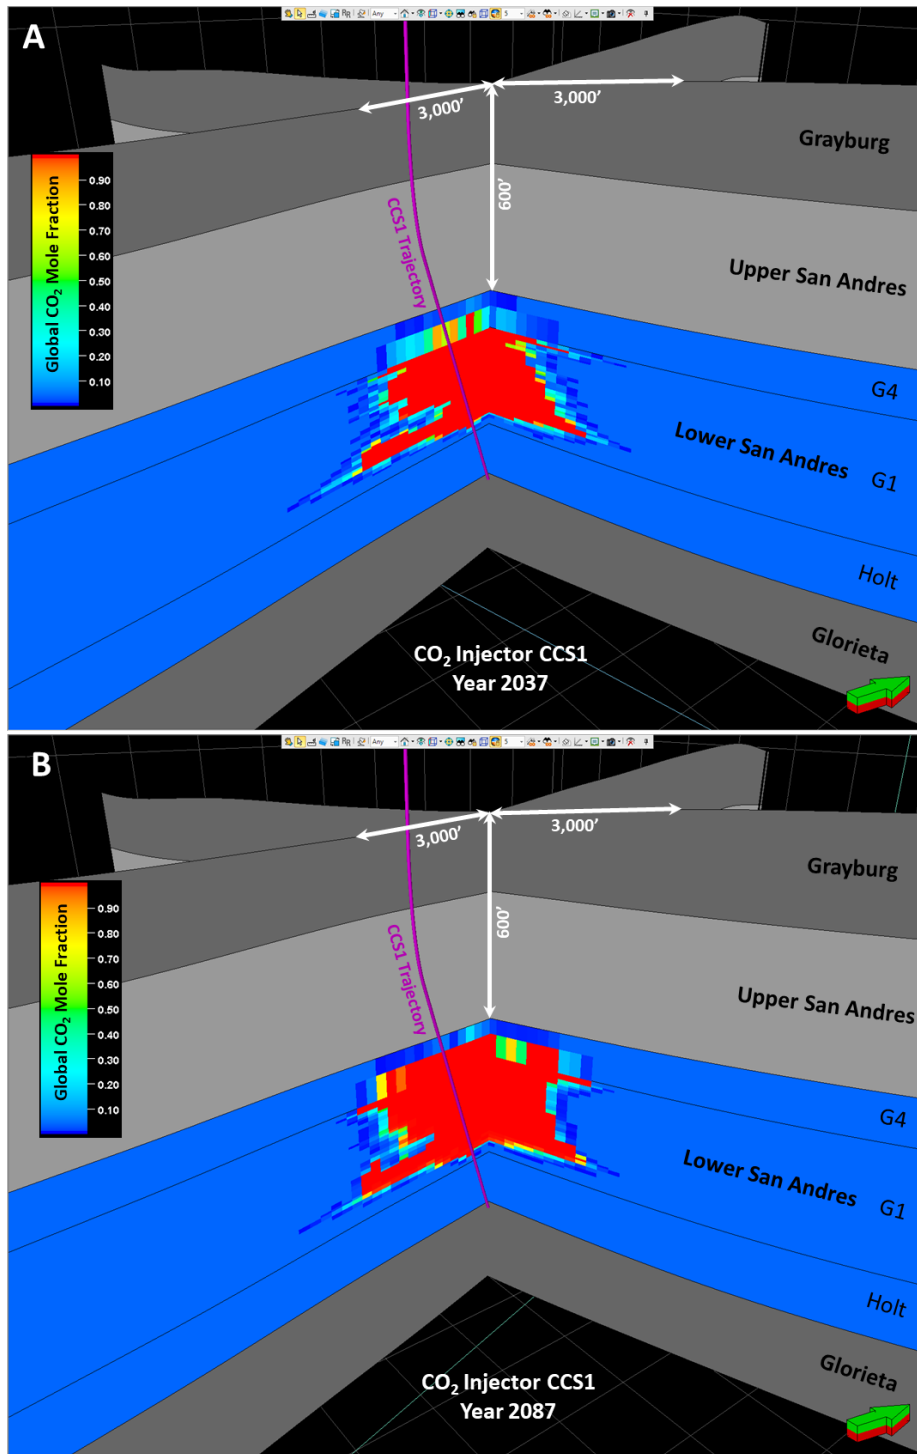 A
Any
5
3,000’
3,000’
Grayburg
600’
0.90
0.80
0.70
0.60
0.50
0.40
0.30
0.20
0.10
Global CO₂ Mole Fraction
CCS1 Trajectory
Upper San Andres
G4
Lower San Andres
G1
Holt
CO₂ Injector CCS1
Year 2037
Glorieta
B
Any
5
3,000’
3,000’
Grayburg
600’
0.90
0.80
0.70
0.60
0.50
0.40
0.30
0.20
0.10
Global CO₂ Mole Fraction
CCS1 Trajectory
Upper San Andres
G4
Lower San Andres
G1
Holt
Glorieta
CO₂ Injector CCS1
Year 2087